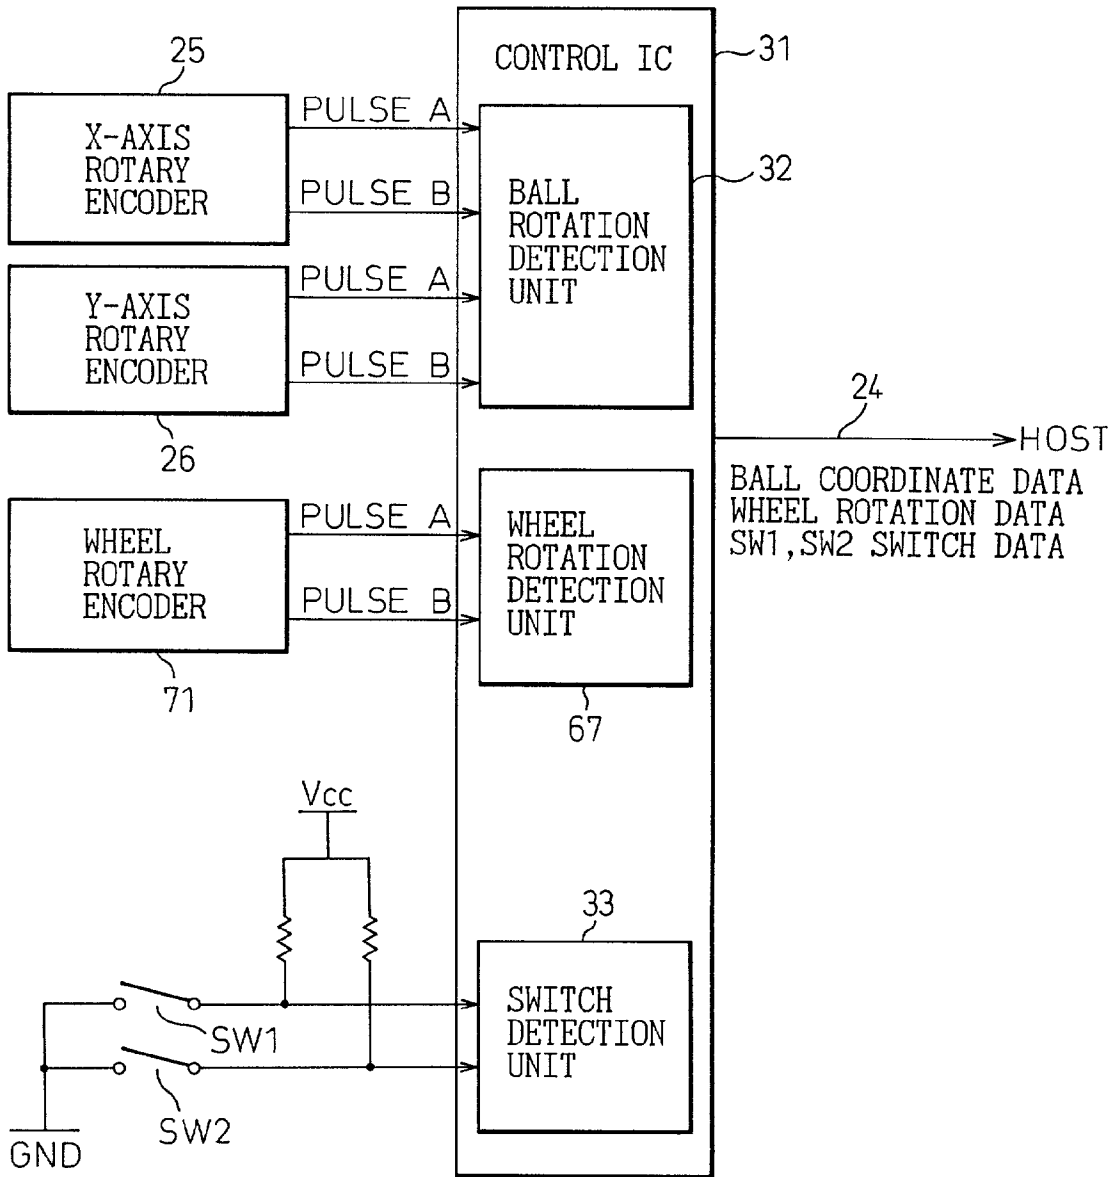 CONTROL IC
31
25
X-AXIS
ROTARY
ENCODER
PULSE A
PULSE B
BALL
ROTATION
DETECTION
UNIT
32
Y-AXIS
ROTARY
ENCODER
PULSE A
PULSE B
26
24
HOST
BALL COORDINATE DATA
WHEEL ROTATION DATA
SW1,SW2 SWITCH DATA
WHEEL
ROTARY
ENCODER
PULSE A
PULSE B
71
WHEEL
ROTATION
DETECTION
UNIT
67
Vcc
33
SWITCH
DETECTION
UNIT
SW1
SW2
GND